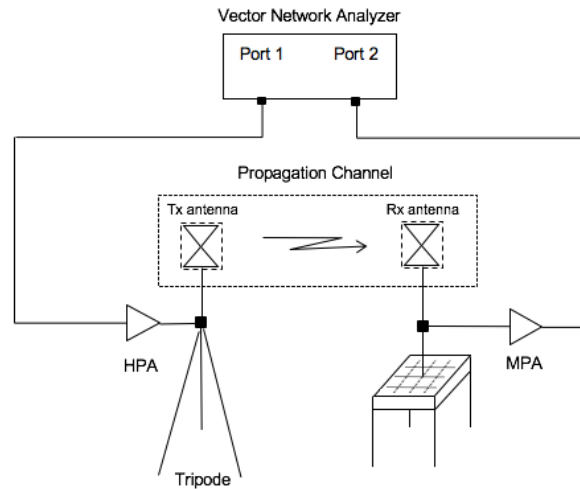 Vector Network Analyzer
Port 1 Port 2
Propagation Channel
Tx antenna Rx antenna
HPA MPA
Tripode